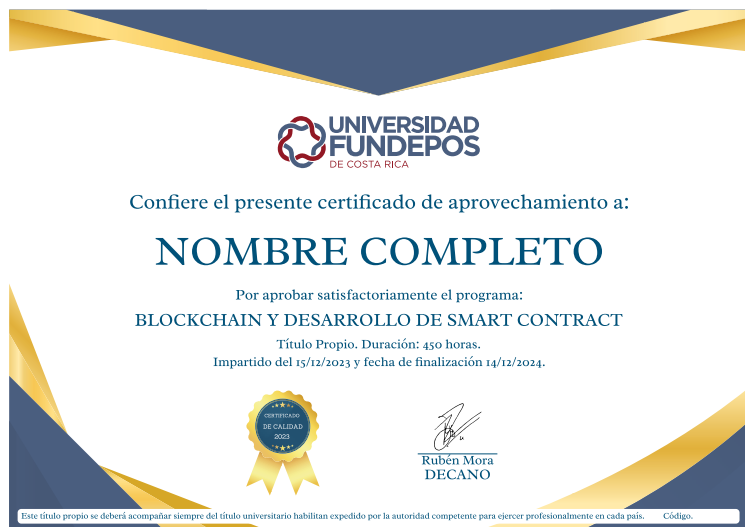 UNIVERSIDAD
FUNDEPOS
DE COSTA RICA
Confiere el presente certificado de aprovechamiento a:
NOMBRE COMPLETO
Por aprobar satisfactoriamente el programa:
BLOCKCHAIN Y DESARROLLO DE SMART CONTRACT
Título Propio. Duración: 450 horas.
Impartido del 15/12/2023 y fecha de finalización 14/12/2024.
CERTIFICADO
DE CALIDAD
2023
Rubén Mora
DECANO
Este título propio se deberá acompañar siempre del título universitario habilitan expedido por la autoridad competente para ejercer profesionalmente en cada país. Código.